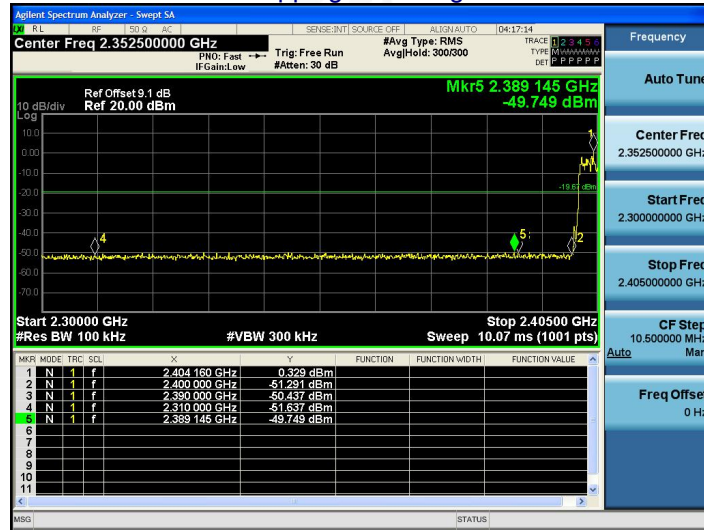 Agilent Spectrum Analyzer - Swept SA
RL RF 50 Ω AC SENSE:INT SOURCE OFF ALIGN AUTO 04:17:14
Center Freq 2.352500000 GHz
PNO: Fast
IFGain:Low
Trig: Free Run
#Atten: 30 dB
#Avg Type: RMS
Avg|Hold: 300/300
TRACE 1 2 3 4 5 6
TYPE M
DET P P P P P P
Ref Offset 9.1 dB
Ref 20.00 dBm
10 dB/div
Log
Mkr5 2.389 145 GHz
-49.749 dBm
10.0
0.00
-10.0
-20.0
-30.0
-40.0
-50.0
-60.0
-70.0
1
-19.67 dBm
4
5
2
Start 2.30000 GHz
Stop 2.40500 GHz
#Res BW 100 kHz
#VBW 300 kHz
Sweep 10.07 ms (1001 pts)
MKR MODE TRC SCL X Y FUNCTION FUNCTION WIDTH FUNCTION VALUE
1 N 1 f 2.404 160 GHz 0.329 dBm
2 N 1 f 2.400 000 GHz -51.291 dBm
3 N 1 f 2.390 000 GHz -50.437 dBm
4 N 1 f 2.310 000 GHz -51.637 dBm
5 N 1 f 2.389 145 GHz -49.749 dBm
6
7
8
9
10
11
MSG STATUS
Frequency
Auto Tune
Center Freq
2.352500000 GHz
Start Freq
2.300000000 GHz
Stop Freq
2.405000000 GHz
CF Step
10.500000 MHz
Auto Man
Freq Offset
0 Hz